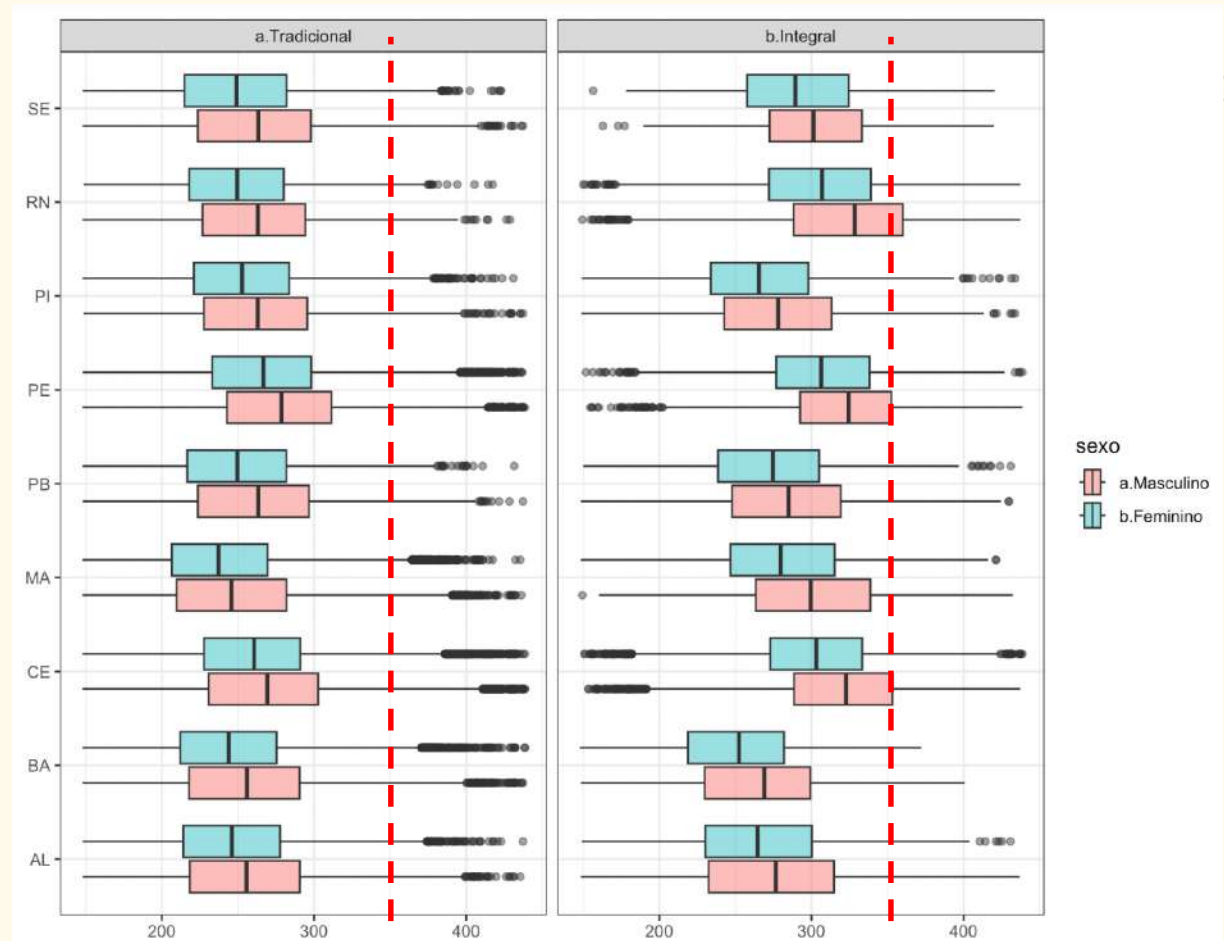 a.Tradicional
b.Integral
SE
RN
PI
PE
PB
MA
CE
BA
AL
200 300 400
200 300 400
sexo
a.Masculino
b.Feminino